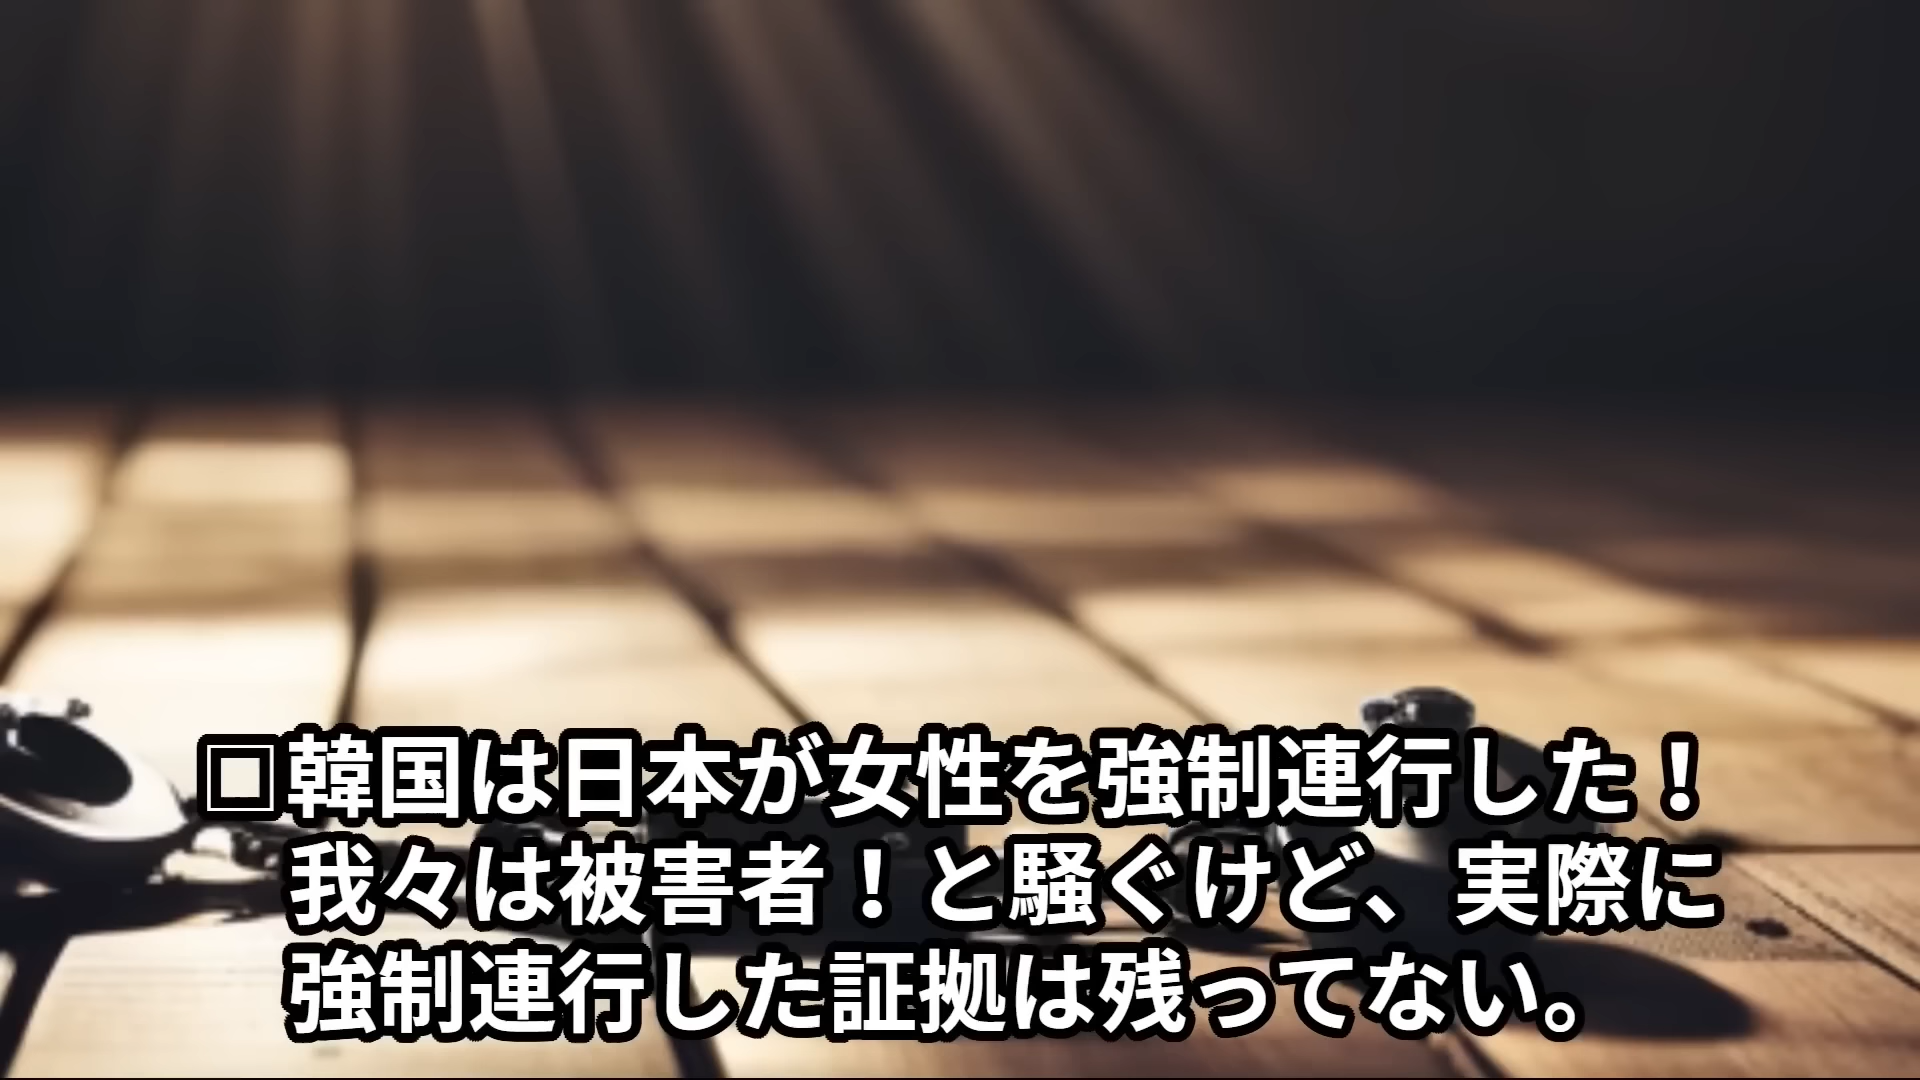 □韓国は日本が女性を強制連行した！
我々は被害者！と騒ぐけど、実際に
強制連行した証拠は残ってない。